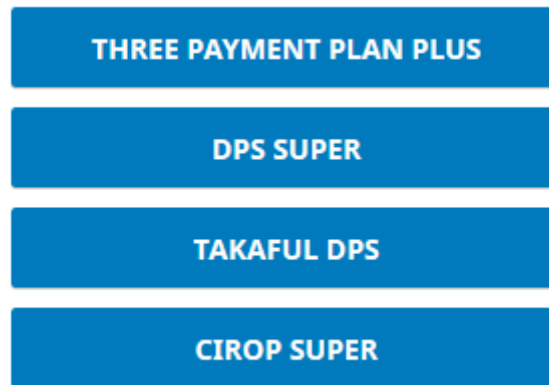 THREE PAYMENT PLAN PLUS
DPS SUPER
TAKAFUL DPS
CIROP SUPER